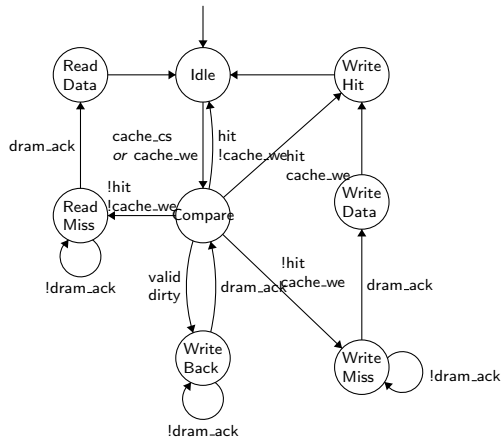 Read
Data
Idle
Write
Hit
dram_ack
cache_cs
or cache_we
hit
!cache_we
hit
cache_we
!hit
!cache_we
Read
Miss
Compare
Write
Data
!dram_ack
valid
dirty
dram_ack
!hit
cache_we
dram_ack
Write
Back
Write
Miss
!dram_ack
!dram_ack